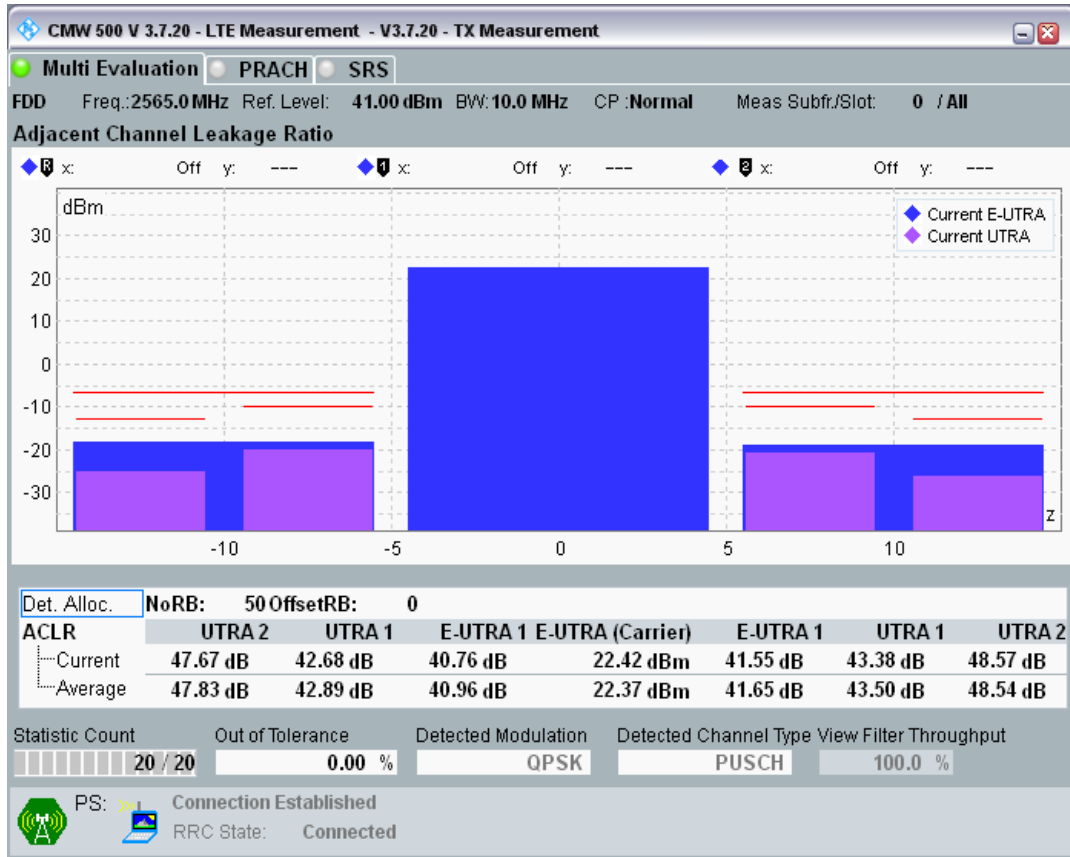 CMW 500 V 3.7.20 - LTE Measurement - V3.7.20 - TX Measurement
Multi Evaluation PRACH SRS
FDD Freq.:2565.0 MHz Ref. Level: 41.00 dBm BW: 10.0 MHz CP :Normal Meas Subfr./Slot: 0 / All
Adjacent Channel Leakage Ratio
R x: Off y: --- 1 x: Off y: --- 2 x: Off y: ---
dBm
Current E-UTRA
Current UTRA
30
20
10
0
-10
-20
-30
z
-10 -5 0 5 10
Det. Alloc. NoRB: 50 OffsetRB: 0
ACLR UTRA 2 UTRA 1 E-UTRA 1 E-UTRA (Carrier) E-UTRA 1 UTRA 1 UTRA 2
Current 47.67 dB 42.68 dB 40.76 dB 22.42 dBm 41.55 dB 43.38 dB 48.57 dB
Average 47.83 dB 42.89 dB 40.96 dB 22.37 dBm 41.65 dB 43.50 dB 48.54 dB
Statistic Count Out of Tolerance Detected Modulation Detected Channel Type View Filter Throughput
20 / 20 0.00 % QPSK PUSCH 100.0 %
PS: Connection Established
RRC State: Connected